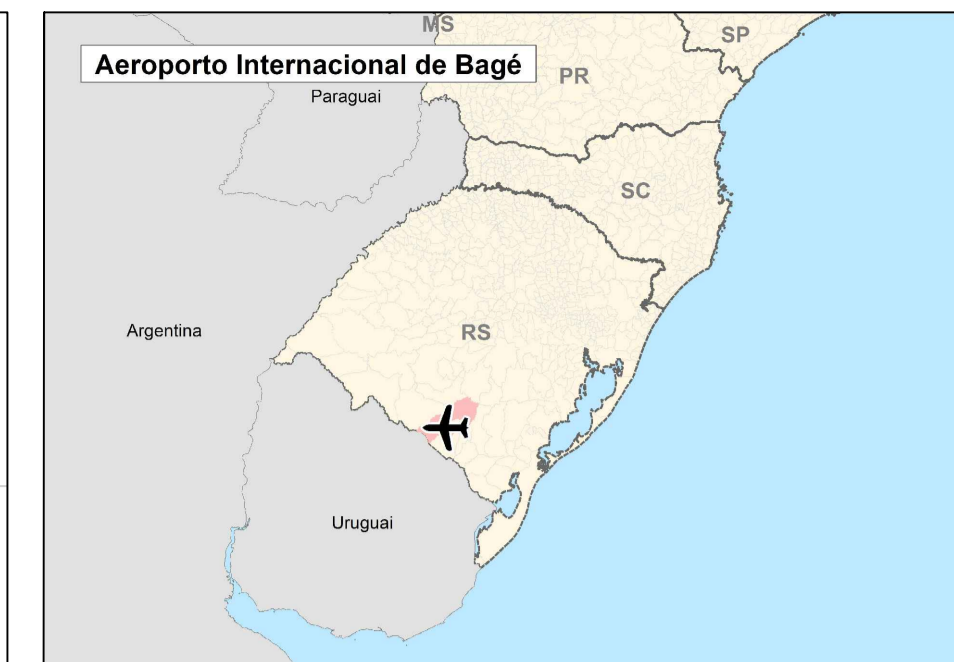 MS
SP
Aeroporto Internacional de Bagé
PR
Paraguai
SC
Argentina
RS
Uruguai